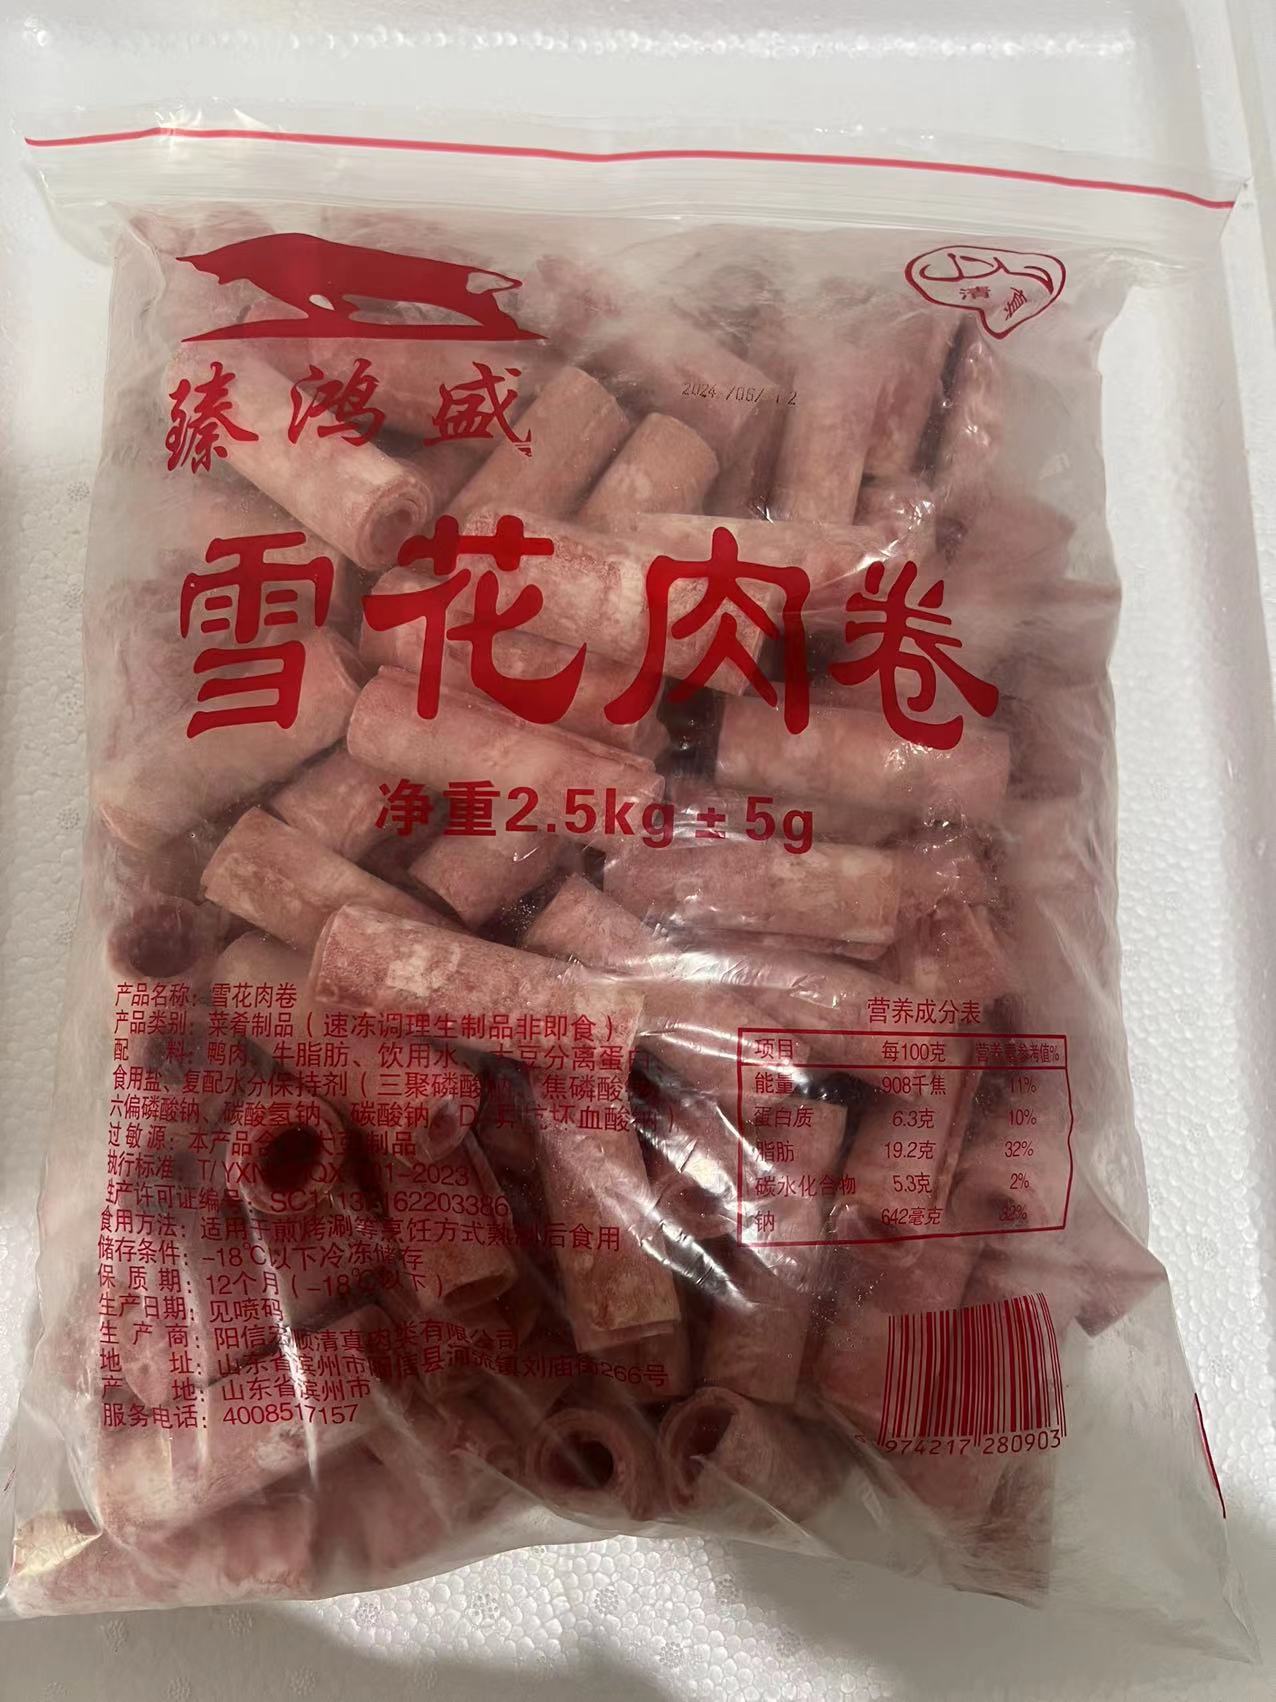 清真
臻鸿盛
2024/06/12
雪花肉卷
净重2.5kg±5g
产品名称：雪花肉卷
产品类别：菜肴制品（速冻调理生制品非即食）
配 料：鸭肉、牛脂肪、饮用水、大豆分离蛋白、
食用盐、复配水分保持剂（三聚磷酸钠、焦磷酸钠、
六偏磷酸钠、碳酸氢钠、碳酸钠、D-异抗坏血酸钠）
过敏源：本产品含 大豆制品
执行标准 T/YXN QX 01-2023
生产许可证编号 SC11 162203386
食用方法：适用于煎烤涮等烹饪方式熟制后食用
储存条件：-18℃以下冷冻储存
保 质 期：12个月（-18℃以下）
生产日期：见喷码
生 产 商：阳信 顺清真肉类有限公司
地 址：山东省滨州市阳信县河流镇刘庙街266号
产 地：山东省滨州市
服务电话：4008517157
营养成分表
项目 每100克 营养素参考值%
能量 908千焦 11%
蛋白质 6.3克 10%
脂肪 19.2克 32%
碳水化合物 5.3克 2%
钠 642毫克 32%
974217 280903